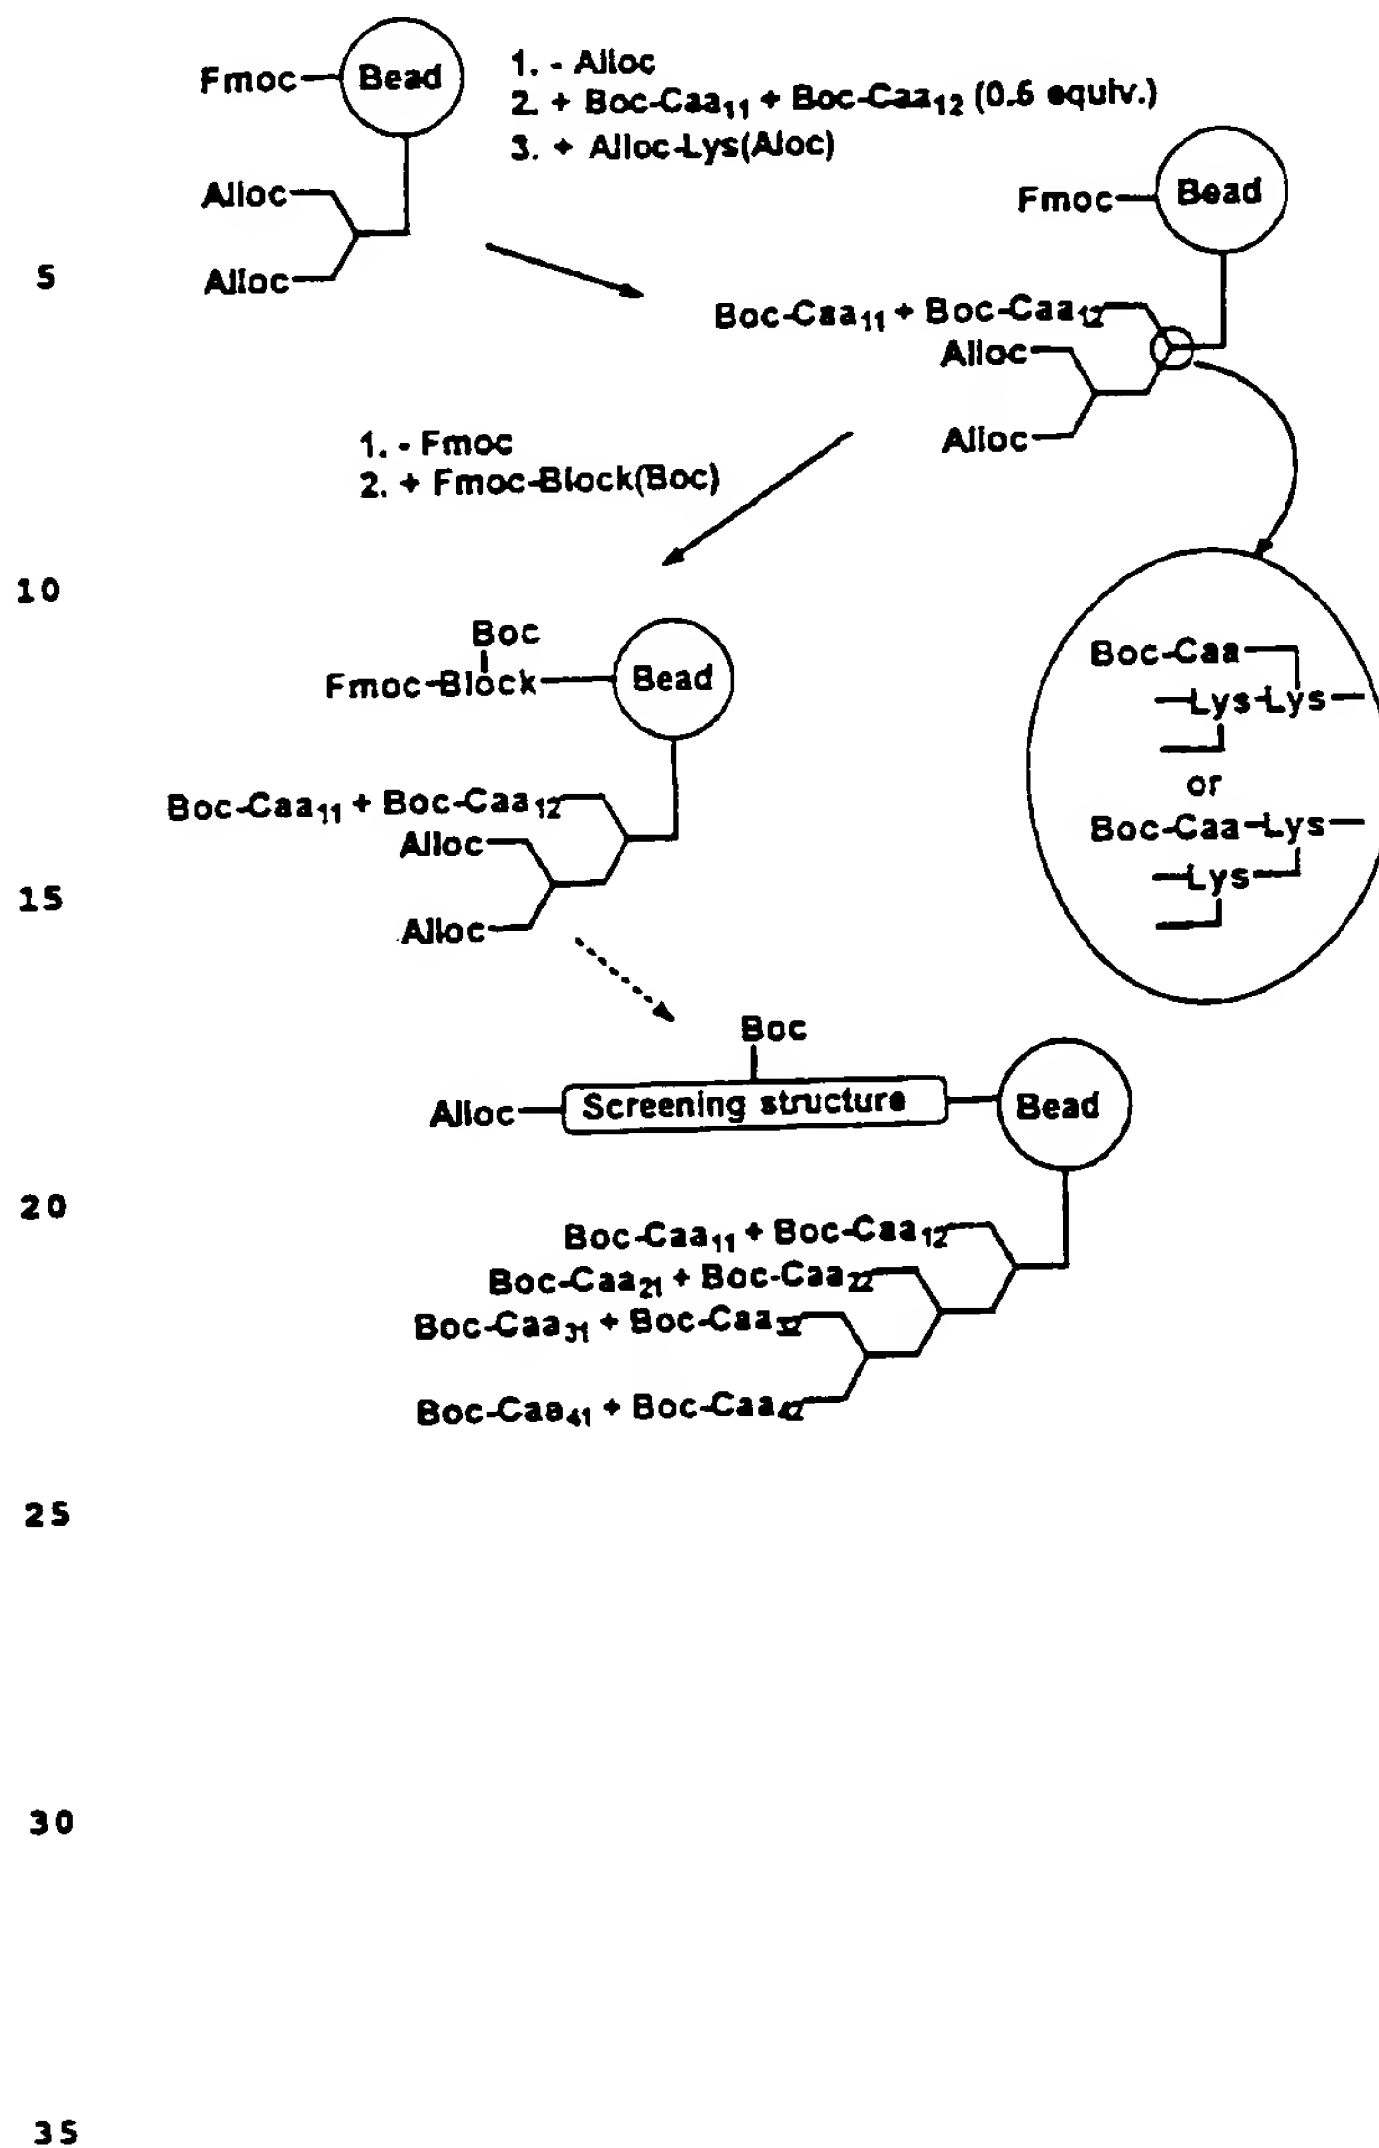 Fmoc Bead
1. - Alloc
2. + Boc-Caa11 + Boc-Caa12 (0.5 equiv.)
3. + Alloc-Lys(Aloc)
Alloc
Alloc
5
Fmoc Bead
Boc-Caa11 + Boc-Caa12
Alloc
Alloc
1. - Fmoc
2. + Fmoc-Block(Boc)
10
Boc
Fmoc-Block Bead
Boc-Caa
Lys-Lys
or
Boc-Caa-Lys
Lys
Boc-Caa11 + Boc-Caa12
Alloc
15
Alloc
Boc
Alloc Screening structure Bead
20
Boc-Caa11 + Boc-Caa12
Boc-Caa21 + Boc-Caa22
Boc-Caa31 + Boc-Caa32
Boc-Caa41 + Boc-Caa42
25
30
35